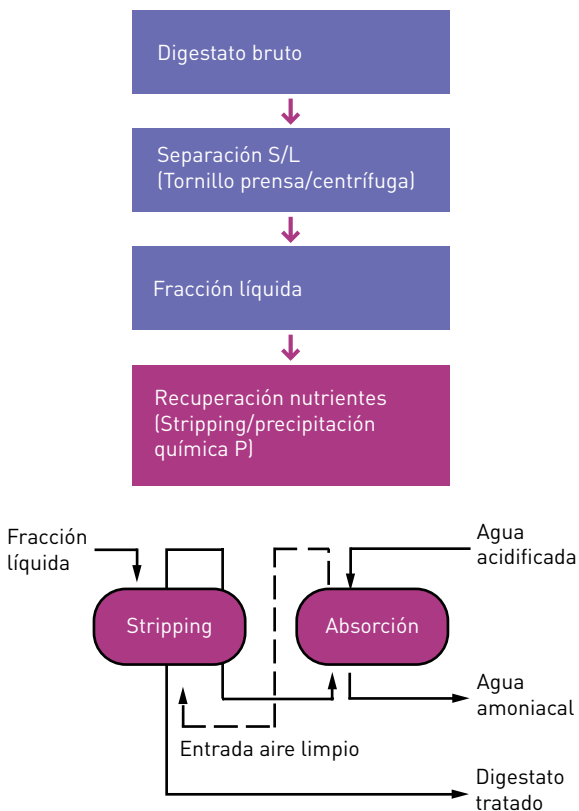 Digestato bruto
Separación S/L
(Tornillo prensa/centrífuga)
Fracción líquida
Recuperación nutrientes
(Stripping/precipitación
química P)
Fracción
líquida
Agua
acidificada
Stripping
Absorción
Agua
amoniacal
Entrada aire limpio
Digestato
tratado